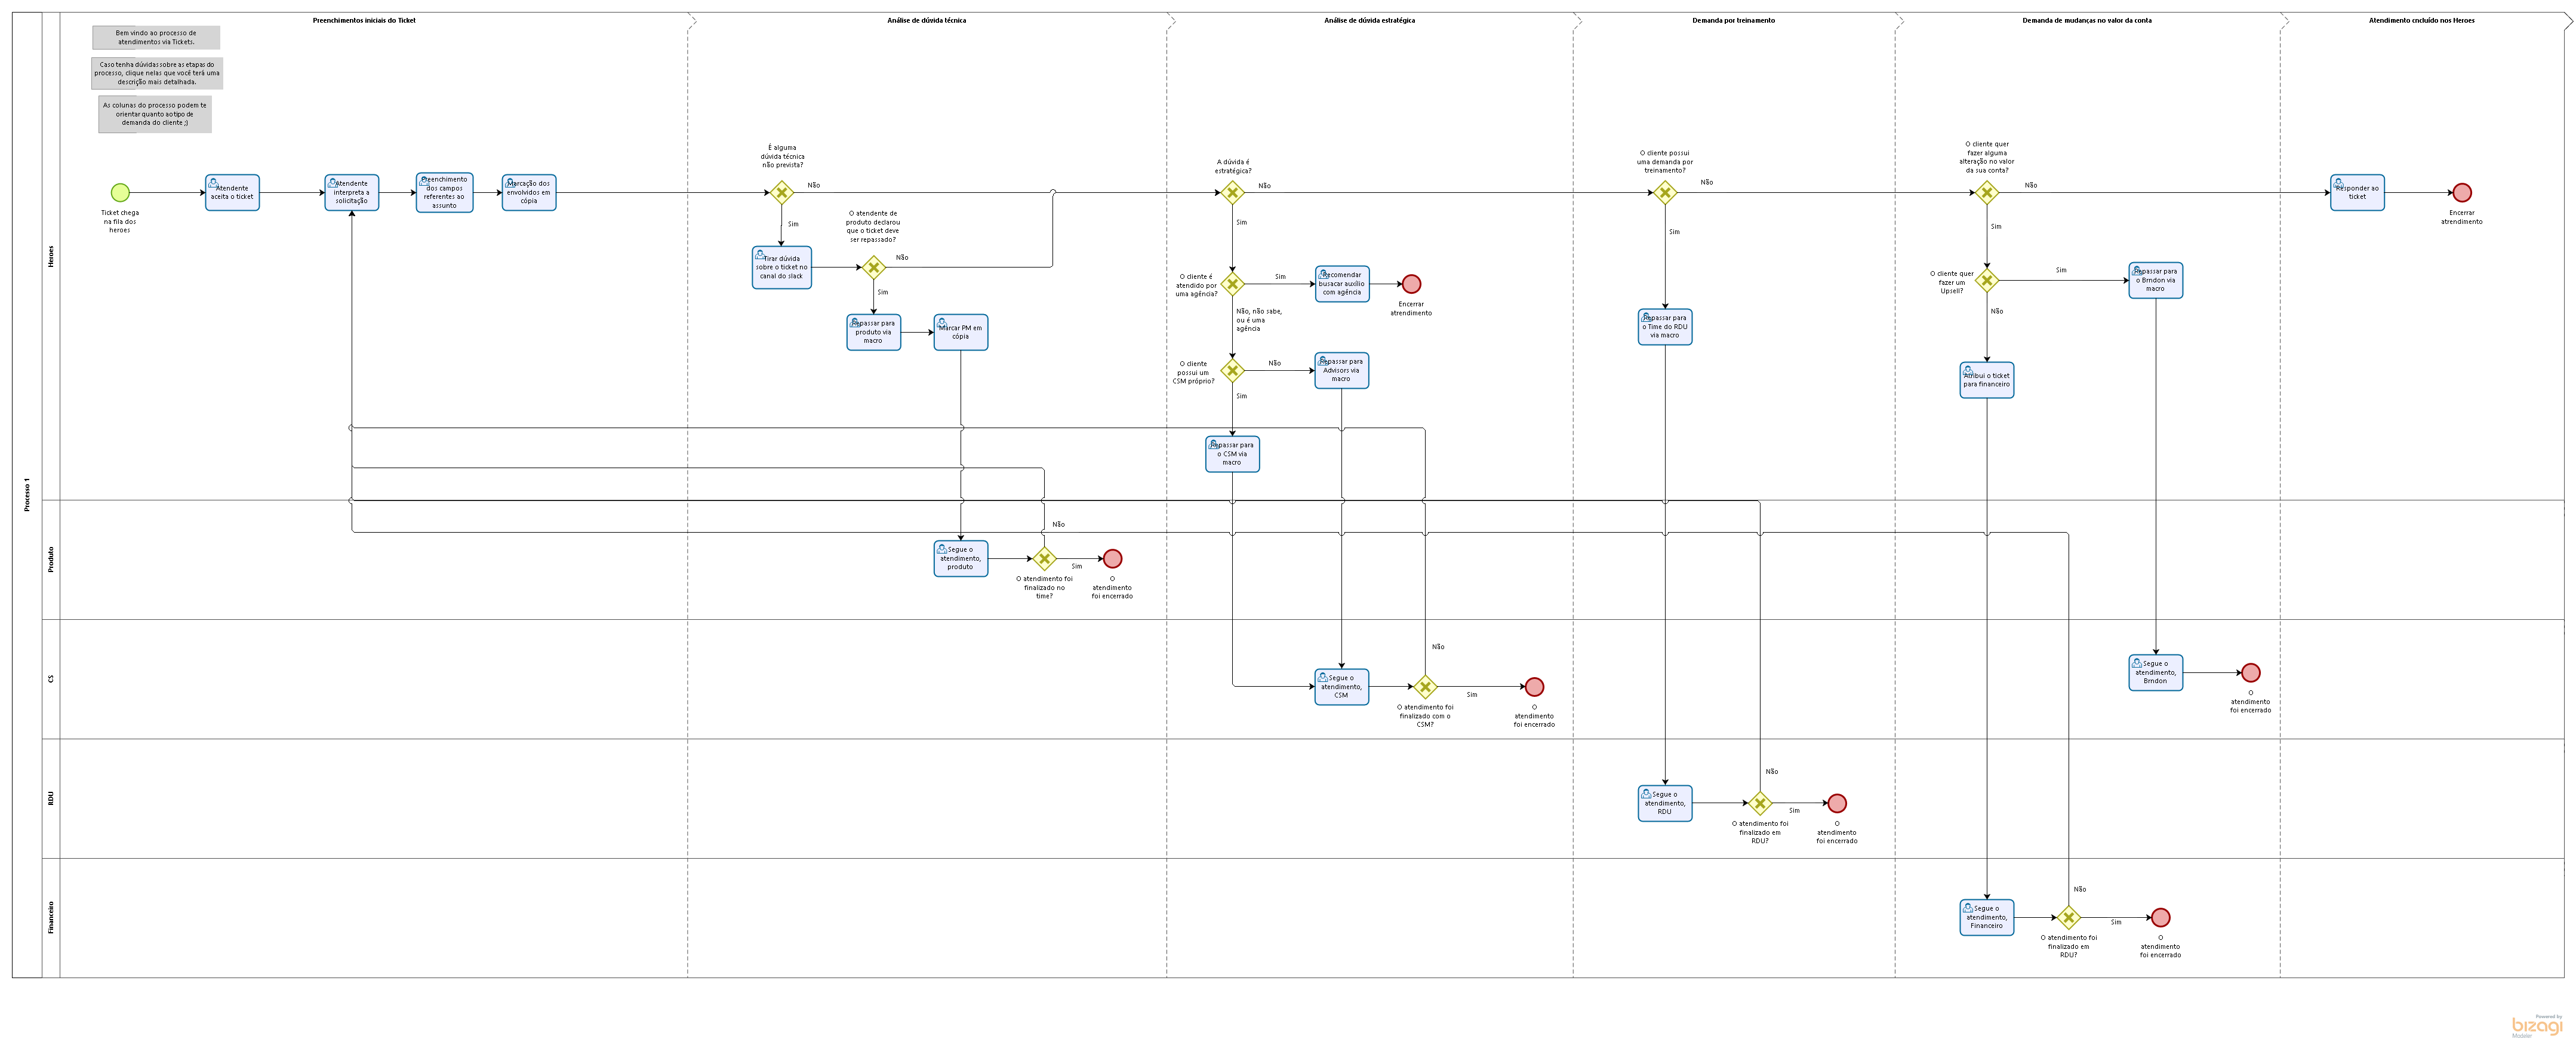 Preenchimentos iniciais do Ticket
Análise de dúvida técnica
Análise de dúvida estratégica
Demanda por treinamento
Demanda de mudanças no valor da conta
Atendimento cncluído nos Heroes
Processo 1
Heroes
Bem vindo ao processo de
atendimentos via Tickets.
Caso tenha dúvidas sobre as etapas do
processo, clique nelas que você terá uma
descrição mais detalhada.
As colunas do processo podem te
orientar quanto ao tipo de
demanda do cliente ;)
Ticket chega
na fila dos
heroes
Atendente
aceita o ticket
Atendente
interpreta a
solicitação
Preenchimento
dos campos
referentes ao
assunto
Marcação dos
envolvidos em
cópia
É alguma
dúvida técnica
não prevista?
Não
Sim
Tirar dúvida
sobre o ticket no
canal do slack
O atendente de
produto declarou
que o ticket deve
ser repassado?
Não
Sim
Repassar para
produto via
macro
Marcar PM em
cópia
A dúvida é
estratégica?
Não
Sim
O cliente é
atendido por
uma agência?
Sim
Recomendar
busacar auxílio
com agência
Encerrar
atrendimento
Não, não sabe,
ou é uma
agência
O cliente
possui um
CSM próprio?
Não
Repassar para
Advisors via
macro
Sim
Repassar para
o CSM via
macro
O cliente possui
uma demanda por
treinamento?
Não
Sim
Repassar para
o Time do RDU
via macro
O cliente quer
fazer alguma
alteração no valor
da sua conta?
Não
Sim
O cliente quer
fazer um
Upsell?
Sim
Repassar para
o Brndon via
macro
Não
Atribui o ticket
para financeiro
Responder ao
ticket
Encerrar
atrendimento
Produto
Segue o
atendimento,
produto
Não
O atendimento foi
finalizado no
time?
Sim
O
atendimento
foi encerrado
CS
Segue o
atendimento,
CSM
Não
O atendimento foi
finalizado com o
CSM?
Sim
O
atendimento
foi encerrado
Segue o
atendimento,
Brndon
O
atendimento
foi encerrado
RDU
Segue o
atendimento,
RDU
Não
O atendimento foi
finalizado em
RDU?
Sim
O
atendimento
foi encerrado
Financeiro
Segue o
atendimento,
Financeiro
Não
O atendimento foi
finalizado em
RDU?
Sim
O
atendimento
foi encerrado
Powered by
bizagi
Modeler